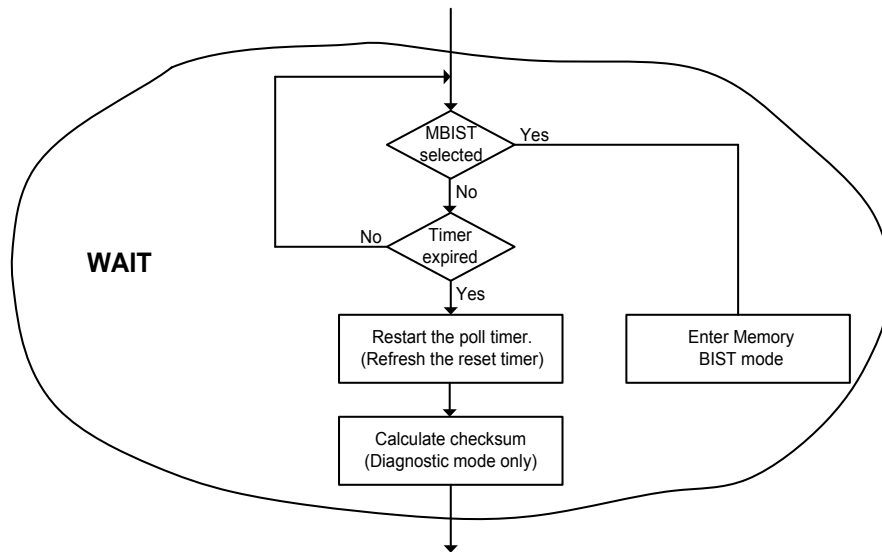 MBIST
selected
Yes
No
WAIT
No
Timer
expired
Yes
Restart the poll timer.
(Refresh the reset timer)
Enter Memory
BIST mode
Calculate checksum
(Diagnostic mode only)